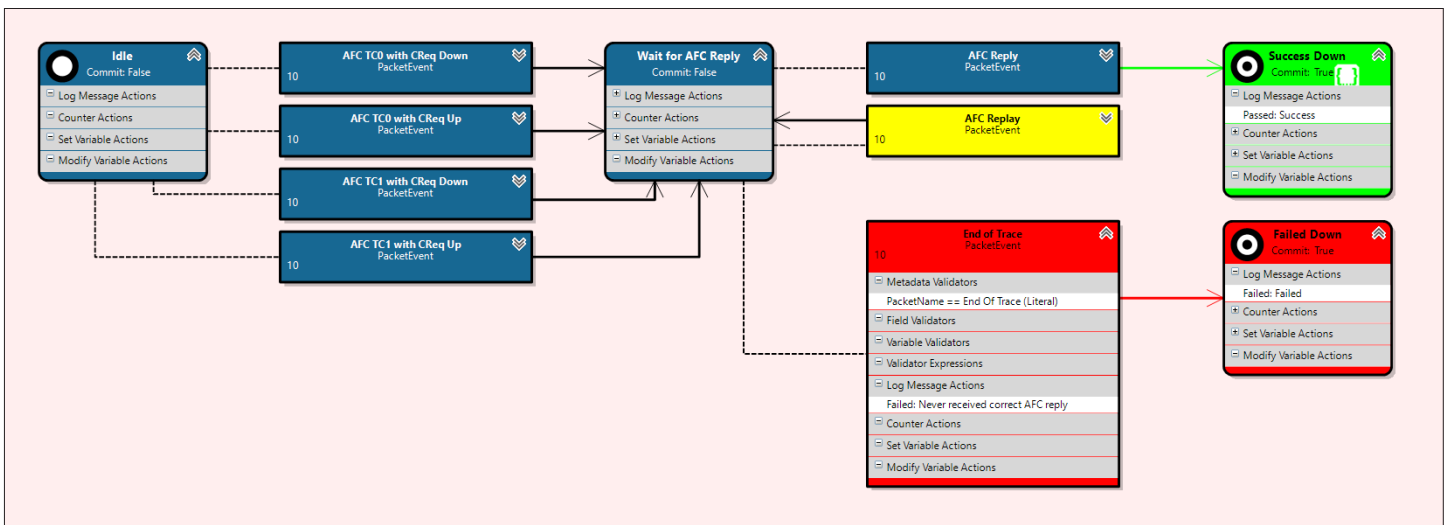 Idle
Commit: False
Log Message Actions
Counter Actions
Set Variable Actions
Modify Variable Actions
AFC TC0 with CReq Down
PacketEvent
10
AFC TC0 with CReq Up
PacketEvent
10
AFC TC1 with CReq Down
PacketEvent
10
AFC TC1 with CReq Up
PacketEvent
10
Wait for AFC Reply
Commit: False
Log Message Actions
Counter Actions
Set Variable Actions
Modify Variable Actions
AFC Reply
PacketEvent
10
AFC Replay
PacketEvent
10
End of Trace
PacketEvent
10
Metadata Validators
PacketName == End Of Trace (Literal)
Field Validators
Variable Validators
Validator Expressions
Log Message Actions
Failed: Never received correct AFC reply
Counter Actions
Set Variable Actions
Modify Variable Actions
Success Down
Commit: True
Log Message Actions
Passed: Success
Counter Actions
Set Variable Actions
Modify Variable Actions
Failed Down
Commit: True
Log Message Actions
Failed: Failed
Counter Actions
Set Variable Actions
Modify Variable Actions